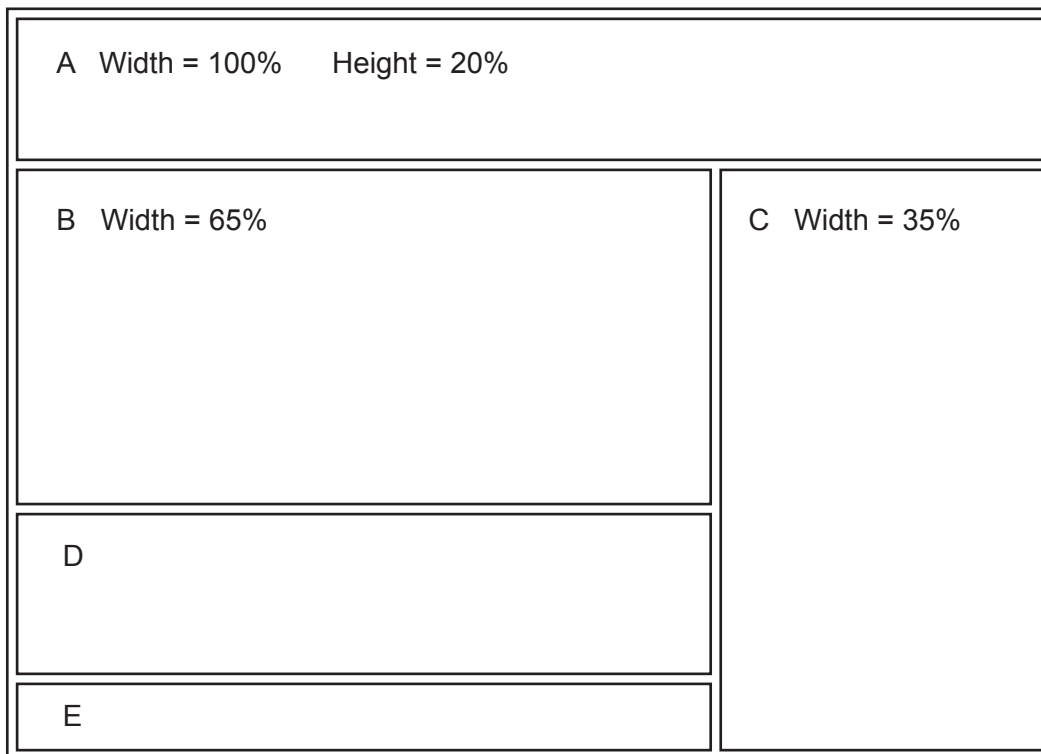 A Width = 100% Height = 20%
B Width = 65%
C Width = 35%
D
E